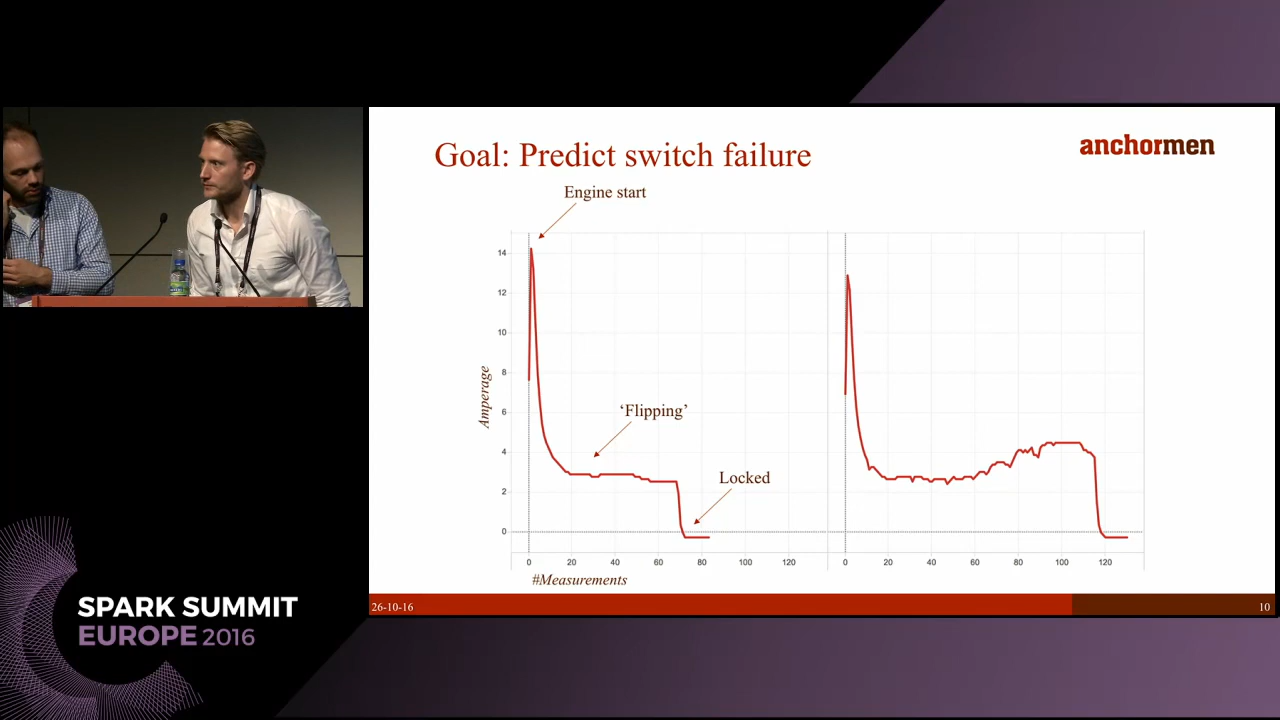 Goal: Predict switch failure
anchormen
Engine start
14
12
10
8
6
4
2
0
Amperage
'Flipping'
Locked
0 20 40 60 80 100 120
0 20 40 60 80 100 120
#Measurements
26-10-16
10
SPARK SUMMIT
EUROPE 2016